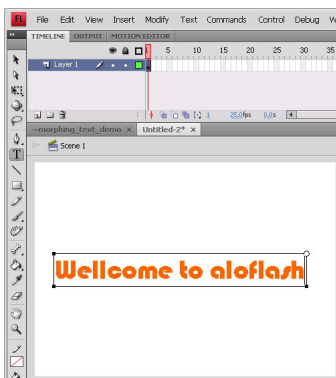 FL File Edit View Insert Modify Text Commands Control Debug
TIMELINE OUTPUT MOTION EDITOR
5 10 15 20 25 30 35
Layer 1
1 25.0fps 0.0s
~morphing_text_demo × Untitled-2* ×
Scene 1
T
Wellcome to aloflash